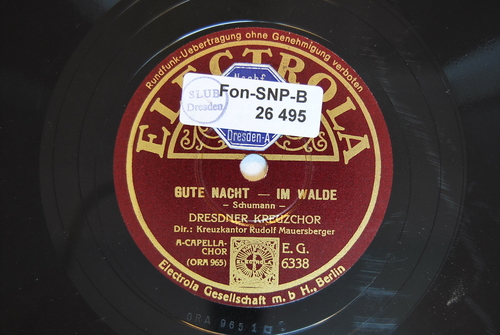 Rundfunk-Uebertragung ohne Genehmigung verboten
ELECTROLA
SLUB
Dresden
Fon-SNP-B
26 495
Dresden-A
GUTE NACHT — IM WALDE
– Schumann –
DRESDNER KREUZCHOR
Dir.: Kreuzkantor Rudolf Mauersberger
A-CAPELLA-
CHOR
(ORA 965)
E. G.
6338
Electrola Gesellschaft m. b H., Berlin